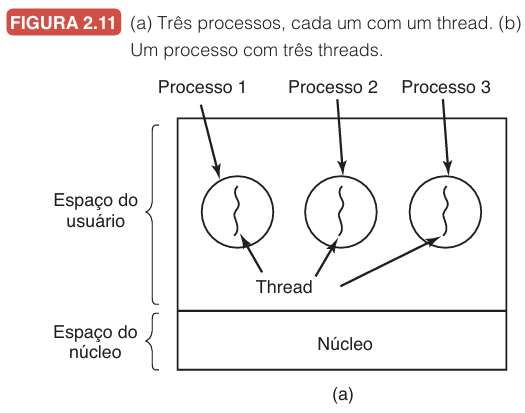 FIGURA 2.11 (a) Três processos, cada um com um thread. (b)
Um processo com três threads.
Processo 1 Processo 2 Processo 3
Espaço do
usuário
Thread
Espaço do
núcleo
Núcleo
(a)